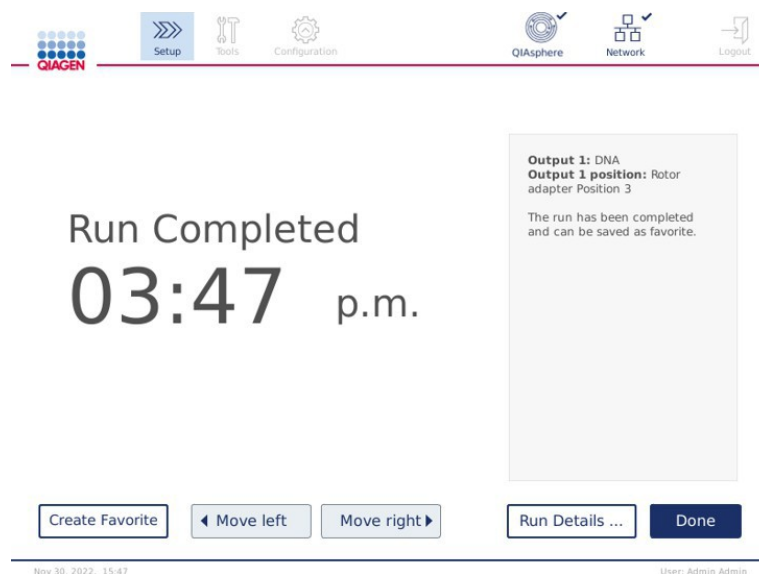 QIAGEN
Setup
Tools
Configuration
QIAsphere
Network
Logout
Run Completed
03:47 p.m.
Output 1: DNA
Output 1 position: Rotor
adapter Position 3
The run has been completed
and can be saved as favorite.
Create Favorite
Move left
Move right
Run Details ...
Done
Nov 30, 2022, 15:47
User: Admin Admin